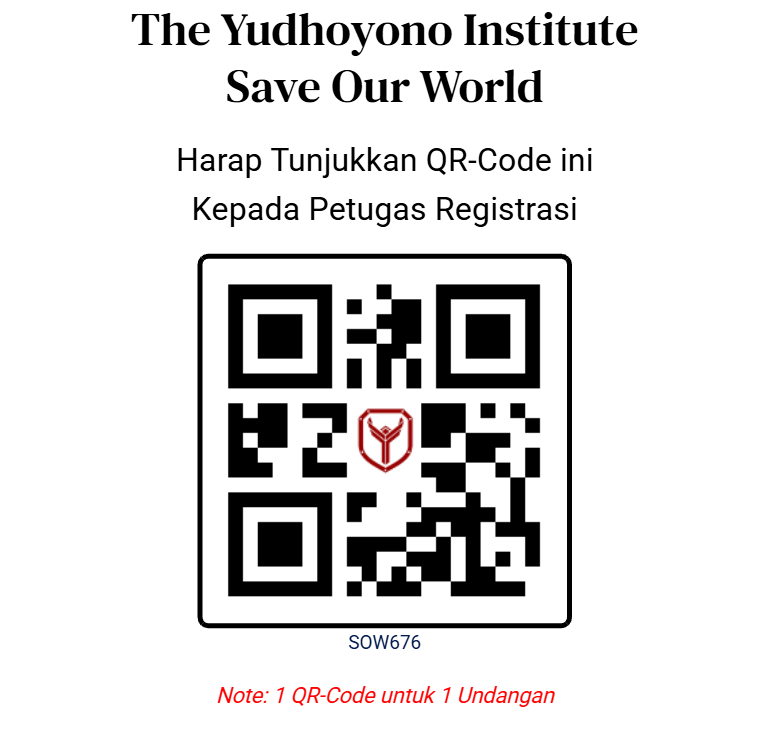 The Yudhoyono Institute
Save Our World
Harap Tunjukkan QR-Code ini
Kepada Petugas Registrasi
SOW676
Note: 1 QR-Code untuk 1 Undangan